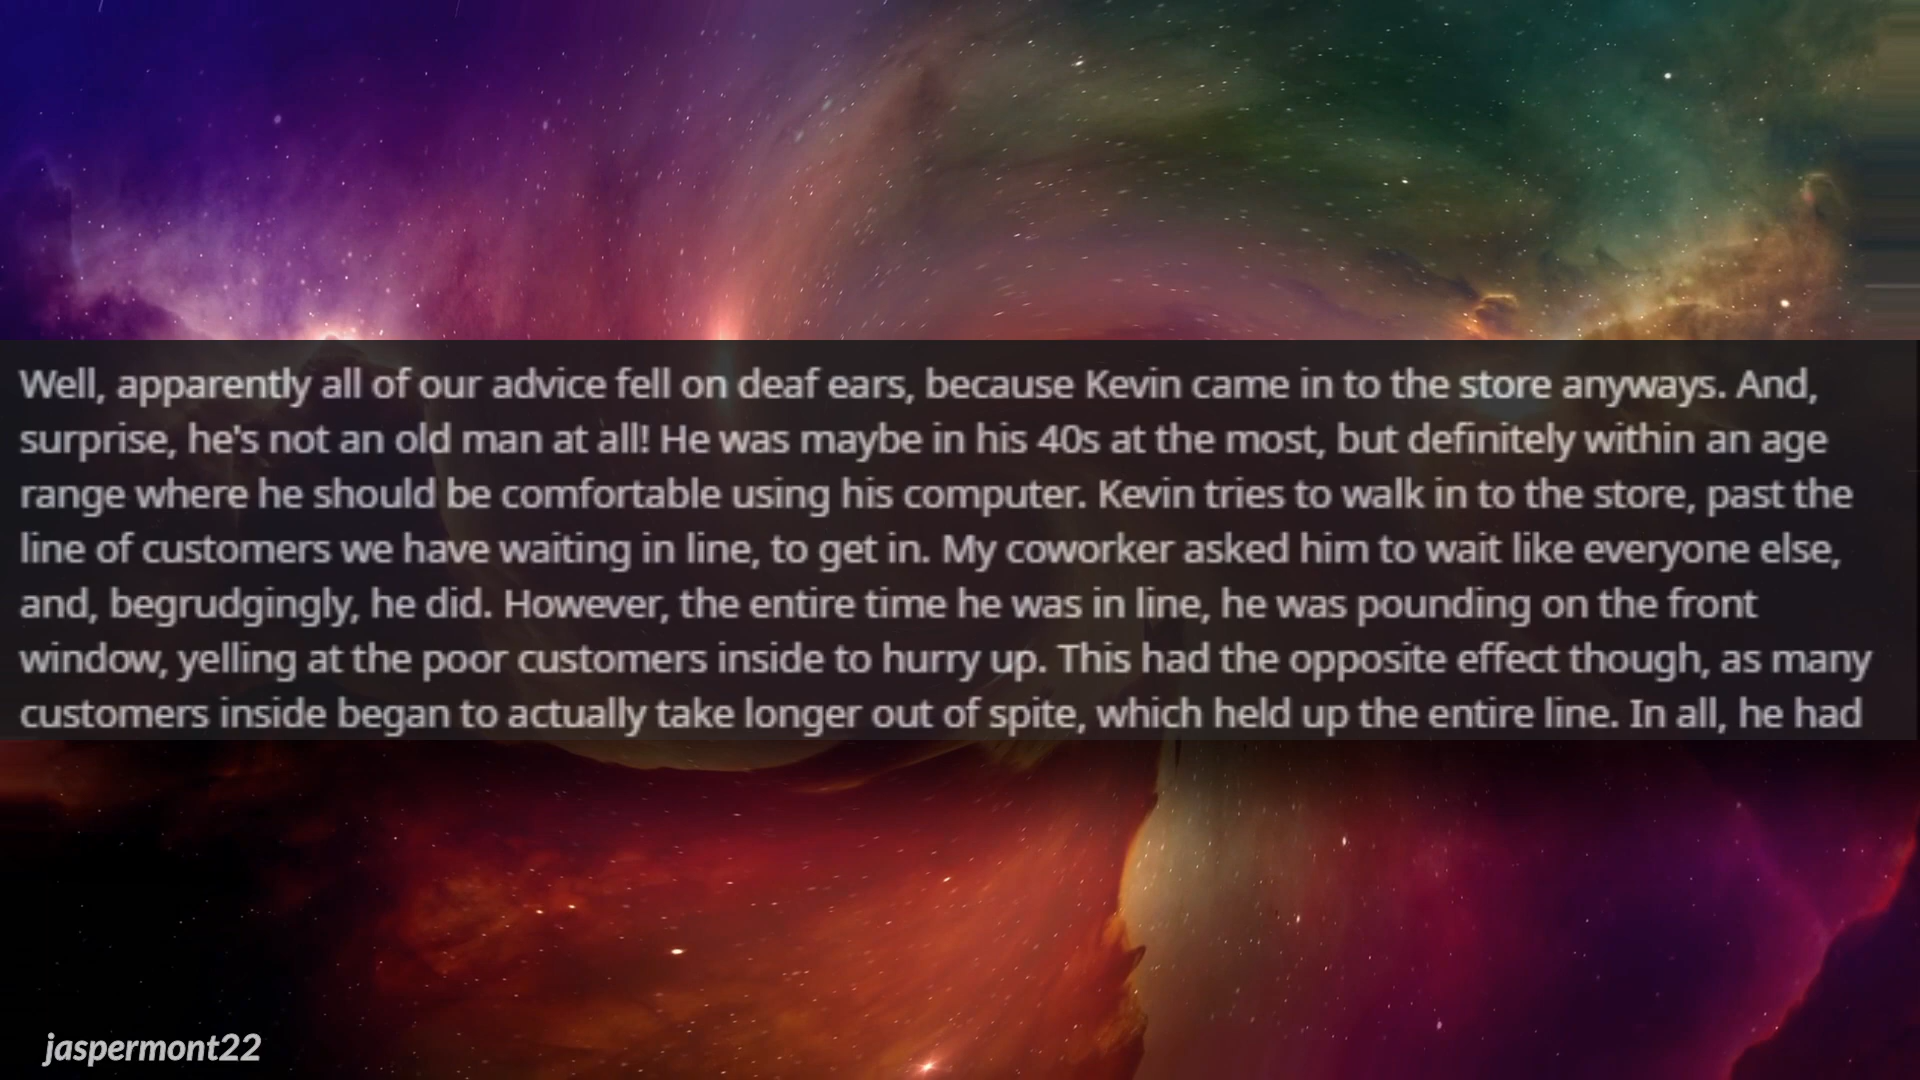 Well, apparently all of our advice fell on deaf ears, because Kevin came in to the store anyways. And,
surprise, he's not an old man at all! He was maybe in his 40s at the most, but definitely within an age
range where he should be comfortable using his computer. Kevin tries to walk in to the store, past the
line of customers we have waiting in line, to get in. My coworker asked him to wait like everyone else,
and, begrudgingly, he did. However, the entire time he was in line, he was pounding on the front
window, yelling at the poor customers inside to hurry up. This had the opposite effect though, as many
customers inside began to actually take longer out of spite, which held up the entire line. In all, he had
jaspermont22